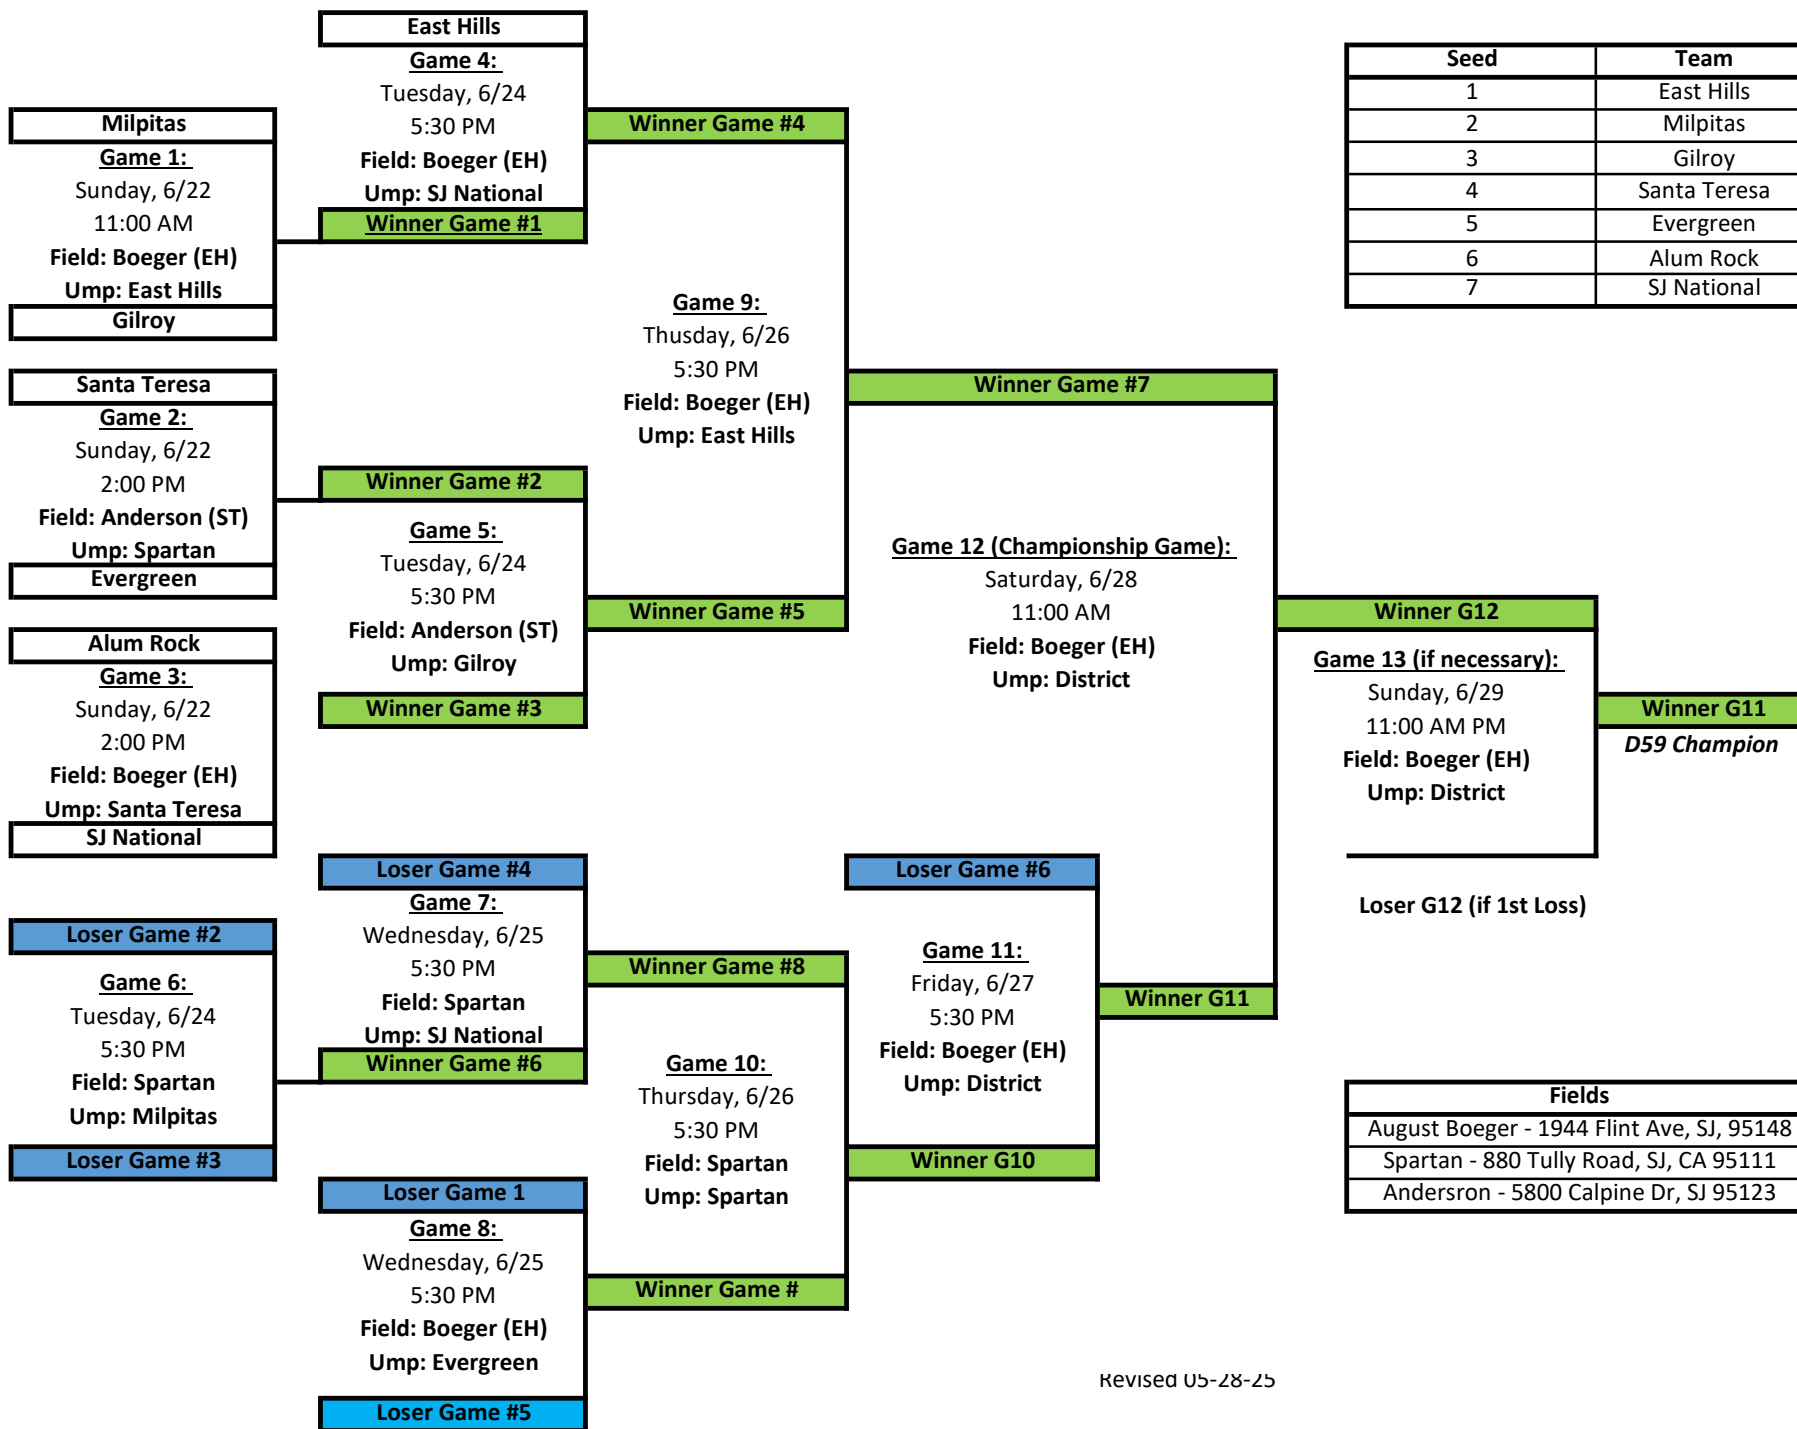 East Hills
Game 4:
Tuesday, 6/24
5:30 PM
Field: Boeger (EH)
Ump: SJ National
Winner Game #1
Milpitas
Game 1:
Sunday, 6/22
11:00 AM
Field: Boeger (EH)
Ump: East Hills
Gilroy
Santa Teresa
Game 2:
Sunday, 6/22
2:00 PM
Field: Anderson (ST)
Ump: Spartan
Evergreen
Alum Rock
Game 3:
Sunday, 6/22
2:00 PM
Field: Boeger (EH)
Ump: Santa Teresa
SJ National
Winner Game #2
Game 5:
Tuesday, 6/24
5:30 PM
Field: Anderson (ST)
Ump: Gilroy
Winner Game #3
Winner Game #4
Game 9:
Thusday, 6/26
5:30 PM
Field: Boeger (EH)
Ump: East Hills
Winner Game #5
Winner Game #7
Game 12 (Championship Game):
Saturday, 6/28
11:00 AM
Field: Boeger (EH)
Ump: District
Winner G12
Game 13 (if necessary):
Sunday, 6/29
11:00 AM PM
Field: Boeger (EH)
Ump: District
Loser G12 (if 1st Loss)
Winner G11
D59 Champion
Seed Team
1 East Hills
2 Milpitas
3 Gilroy
4 Santa Teresa
5 Evergreen
6 Alum Rock
7 SJ National
Loser Game #2
Game 6:
Tuesday, 6/24
5:30 PM
Field: Spartan
Ump: Milpitas
Loser Game #3
Loser Game #4
Game 7:
Wednesday, 6/25
5:30 PM
Field: Spartan
Ump: SJ National
Winner Game #6
Loser Game 1
Game 8:
Wednesday, 6/25
5:30 PM
Field: Boeger (EH)
Ump: Evergreen
Loser Game #5
Winner Game #8
Game 10:
Thursday, 6/26
5:30 PM
Field: Spartan
Ump: Spartan
Winner Game #
Loser Game #6
Game 11:
Friday, 6/27
5:30 PM
Field: Boeger (EH)
Ump: District
Winner G10
Winner G11
Fields
August Boeger - 1944 Flint Ave, SJ, 95148
Spartan - 880 Tully Road, SJ, CA 95111
Andersron - 5800 Calpine Dr, SJ 95123
Revised 05-28-25